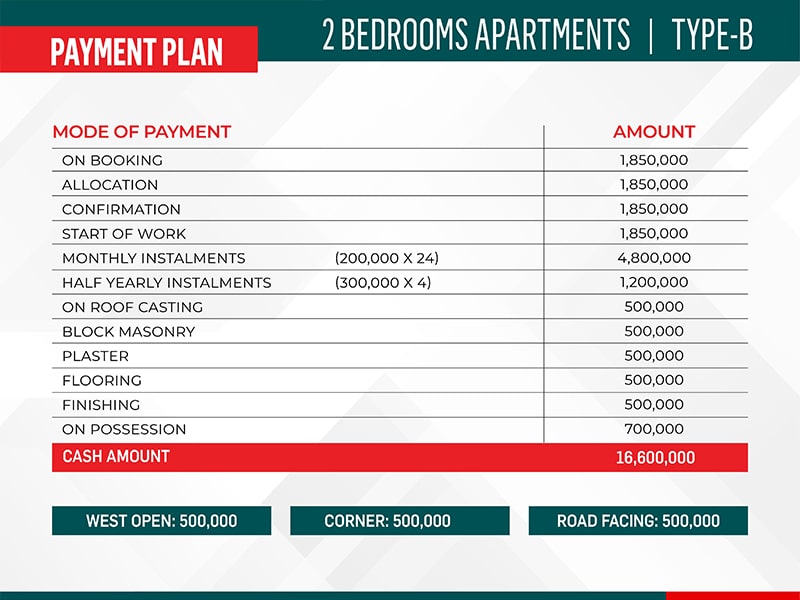 PAYMENT PLAN
2 BEDROOMS APARTMENTS | TYPE-B
MODE OF PAYMENT AMOUNT
ON BOOKING 1,850,000
ALLOCATION 1,850,000
CONFIRMATION 1,850,000
START OF WORK 1,850,000
MONTHLY INSTALMENTS (200,000 X 24) 4,800,000
HALF YEARLY INSTALMENTS (300,000 X 4) 1,200,000
ON ROOF CASTING 500,000
BLOCK MASONRY 500,000
PLASTER 500,000
FLOORING 500,000
FINISHING 500,000
ON POSSESSION 700,000
CASH AMOUNT 16,600,000
WEST OPEN: 500,000 CORNER: 500,000 ROAD FACING: 500,000